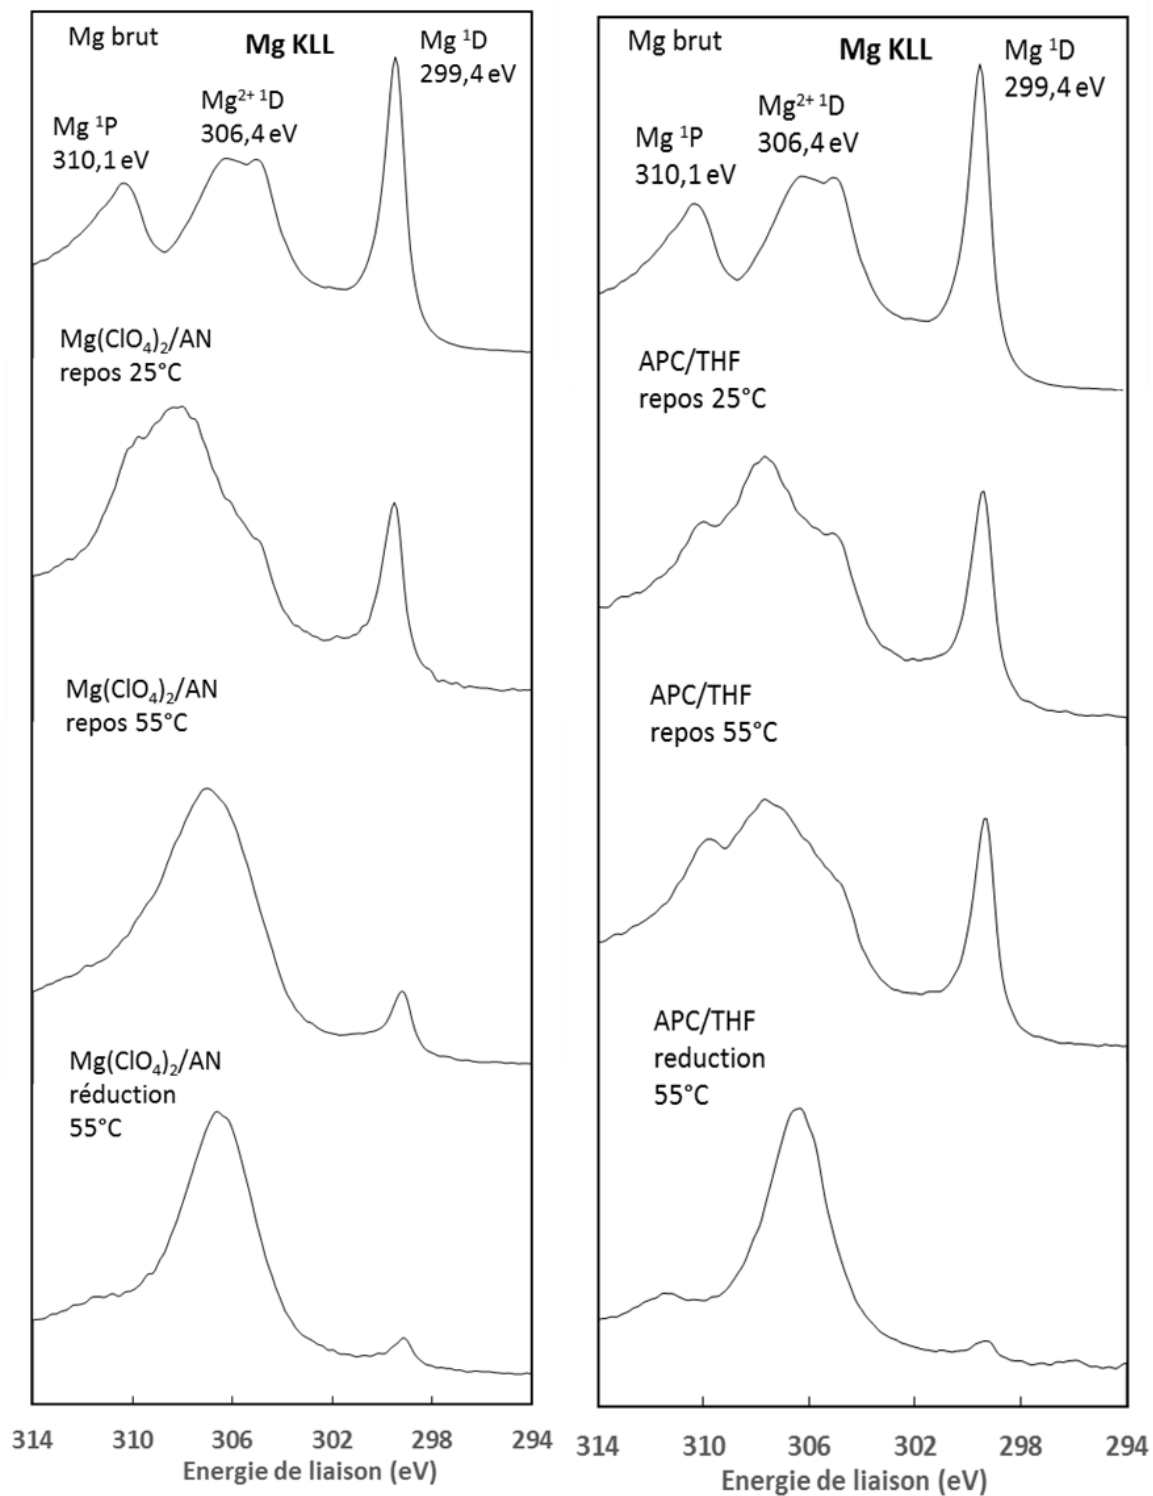 Mg brut
Mg KLL
Mg ¹D
299,4 eV
Mg²⁺ ¹D
306,4 eV
Mg ¹P
310,1 eV
Mg(ClO₄)₂/AN
repos 25°C
Mg(ClO₄)₂/AN
repos 55°C
Mg(ClO₄)₂/AN
réduction
55°C
314 310 306 302 298 294
Energie de liaison (eV)
Mg brut
Mg KLL
Mg ¹D
299,4 eV
Mg²⁺ ¹D
306,4 eV
Mg ¹P
310,1 eV
APC/THF
repos 25°C
APC/THF
repos 55°C
APC/THF
reduction
55°C
314 310 306 302 298 294
Energie de liaison (eV)